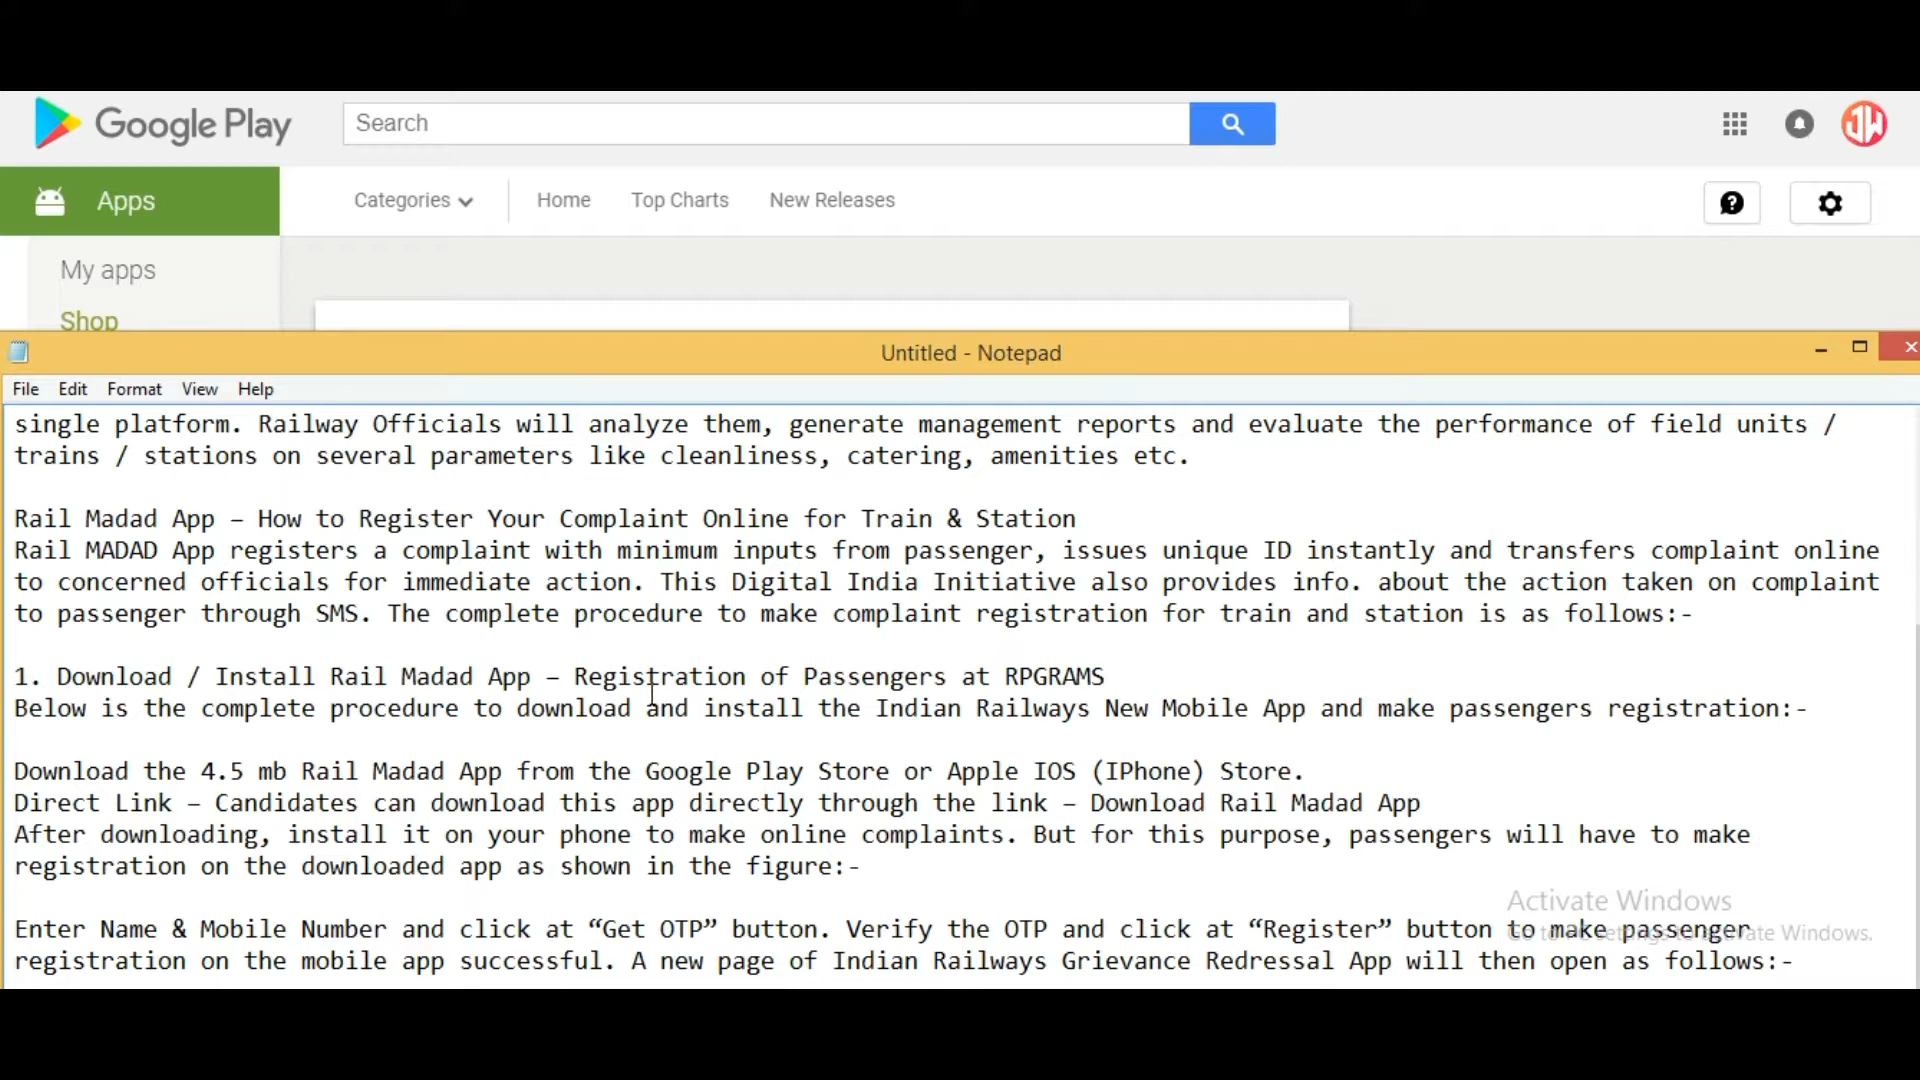 Google Play
Search
JW
Apps
Categories
Home
Top Charts
New Releases
My apps
Shop
Untitled - Notepad
File Edit Format View Help
single platform. Railway Officials will analyze them, generate management reports and evaluate the performance of field units /
trains / stations on several parameters like cleanliness, catering, amenities etc.
Rail Madad App – How to Register Your Complaint Online for Train & Station
Rail MADAD App registers a complaint with minimum inputs from passenger, issues unique ID instantly and transfers complaint online
to concerned officials for immediate action. This Digital India Initiative also provides info. about the action taken on complaint
to passenger through SMS. The complete procedure to make complaint registration for train and station is as follows:-
1. Download / Install Rail Madad App – Registration of Passengers at RPGRAMS
Below is the complete procedure to download and install the Indian Railways New Mobile App and make passengers registration:-
Download the 4.5 mb Rail Madad App from the Google Play Store or Apple IOS (IPhone) Store.
Direct Link – Candidates can download this app directly through the link – Download Rail Madad App
After downloading, install it on your phone to make online complaints. But for this purpose, passengers will have to make
registration on the downloaded app as shown in the figure:-
Activate Windows
Go to PC settings to activate Windows.
Enter Name & Mobile Number and click at “Get OTP” button. Verify the OTP and click at “Register” button to make passenger
registration on the mobile app successful. A new page of Indian Railways Grievance Redressal App will then open as follows:-